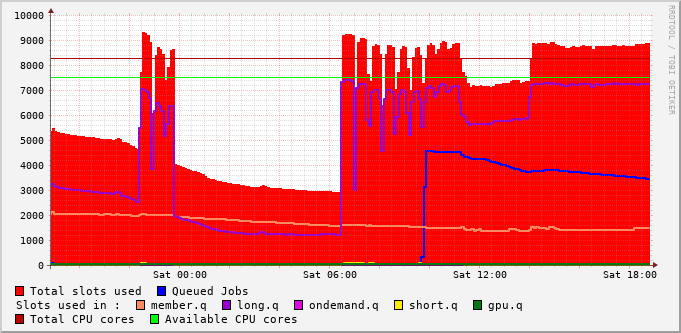 10000
9000
8000
7000
6000
5000
4000
3000
2000
1000
0
Sat 00:00 Sat 06:00 Sat 12:00 Sat 18:00
RRDTOOL / TOBI OETIKER
Total slots used Queued Jobs
Slots used in : member.q long.q ondemand.q short.q gpu.q
Total CPU cores Available CPU cores